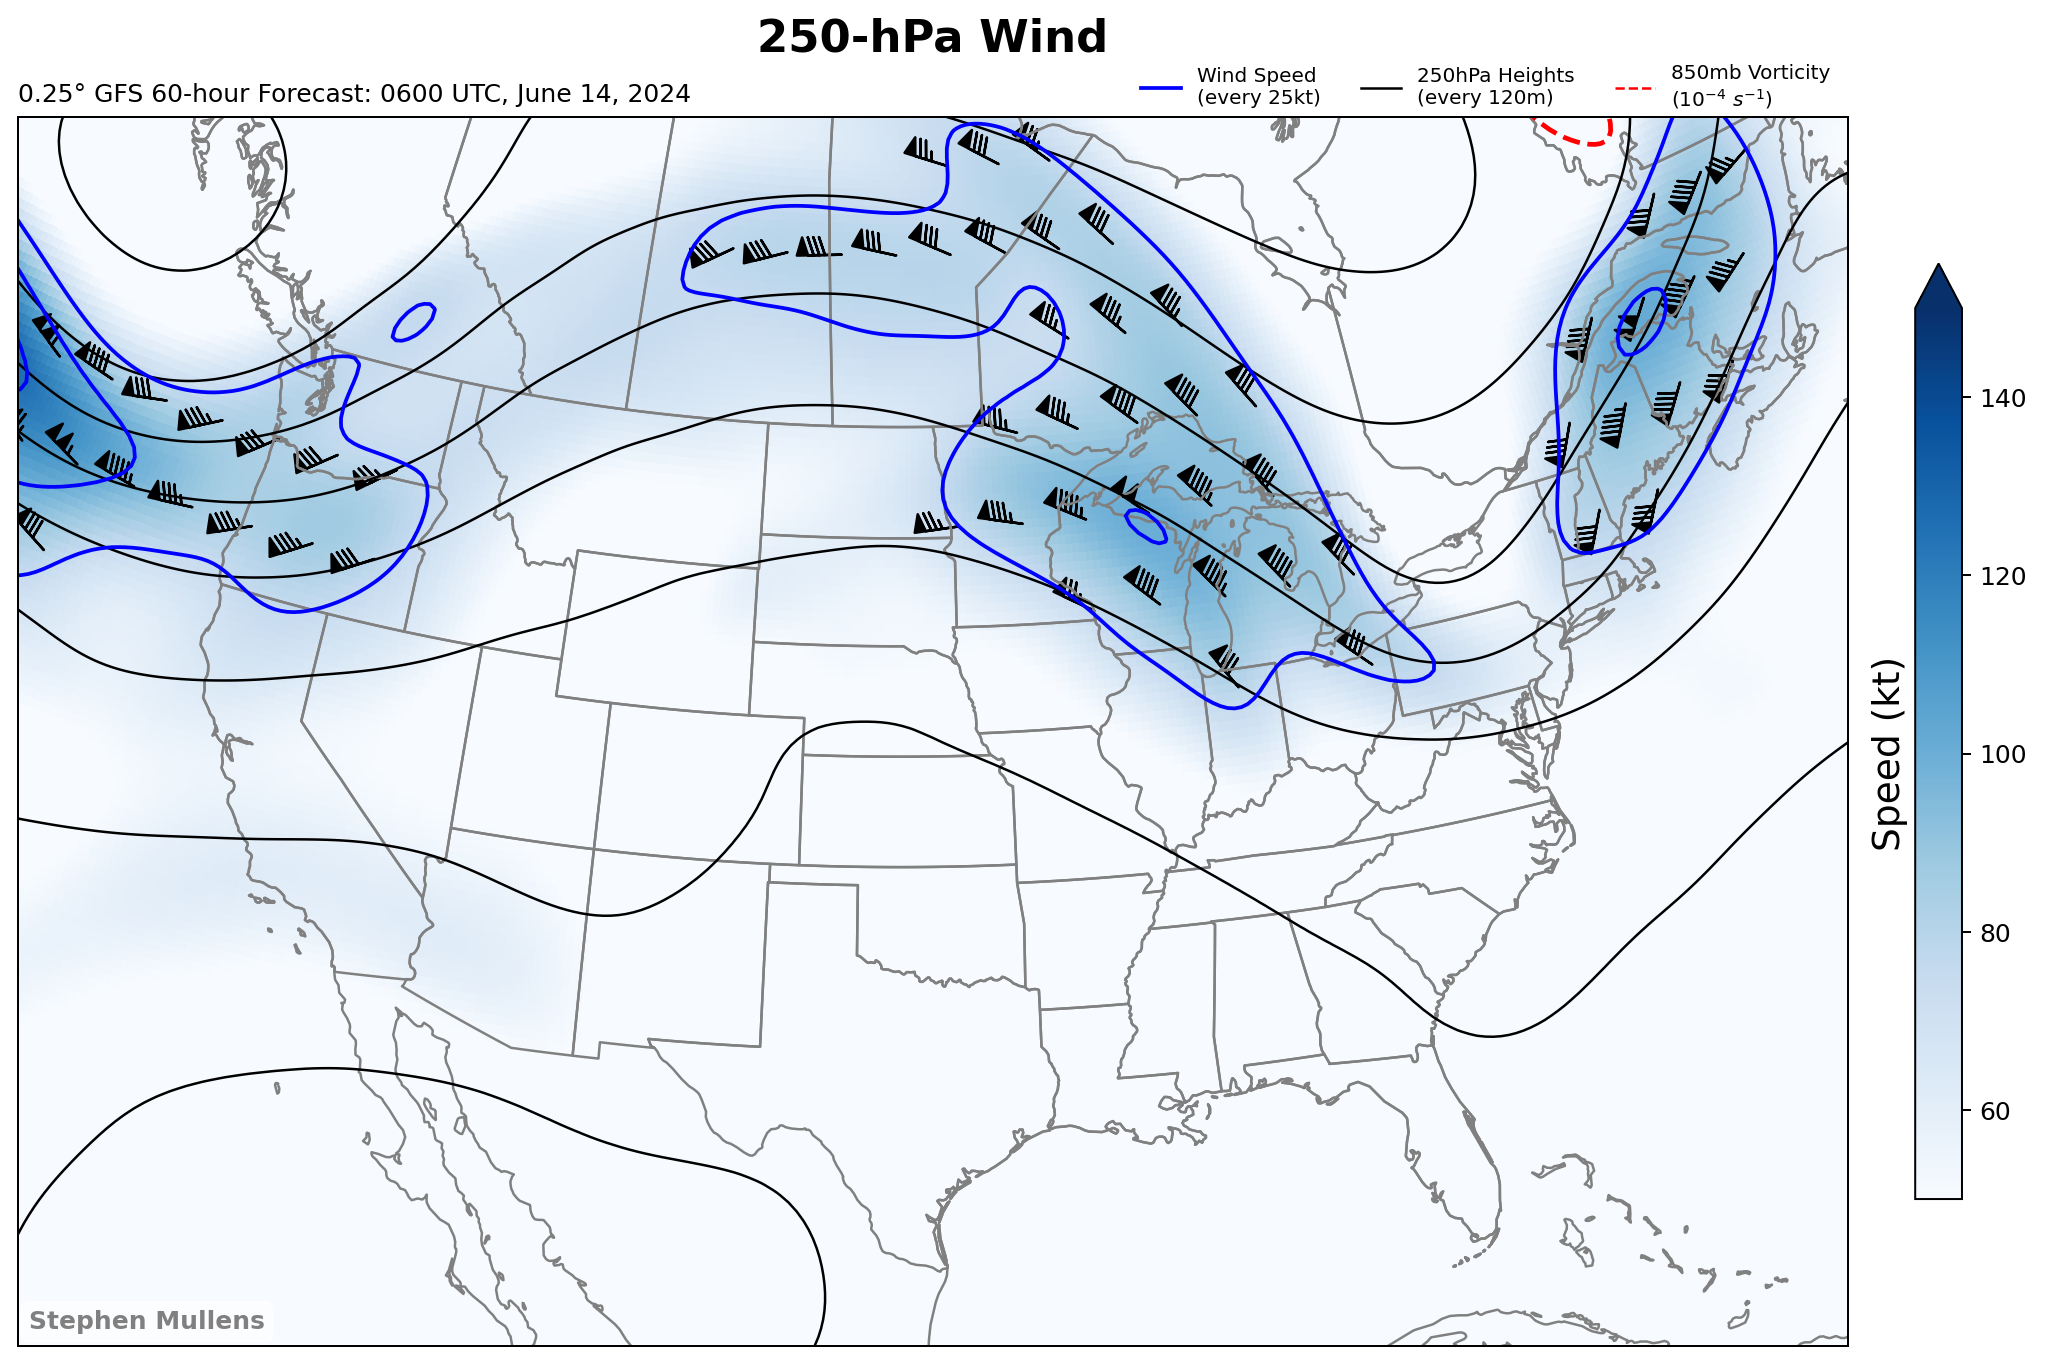 250-hPa Wind
0.25° GFS 60-hour Forecast: 0600 UTC, June 14, 2024
Wind Speed
(every 25kt)
250hPa Heights
(every 120m)
850mb Vorticity
(10⁻⁴ s⁻¹)
140
120
100
80
60
Speed (kt)
Stephen Mullens